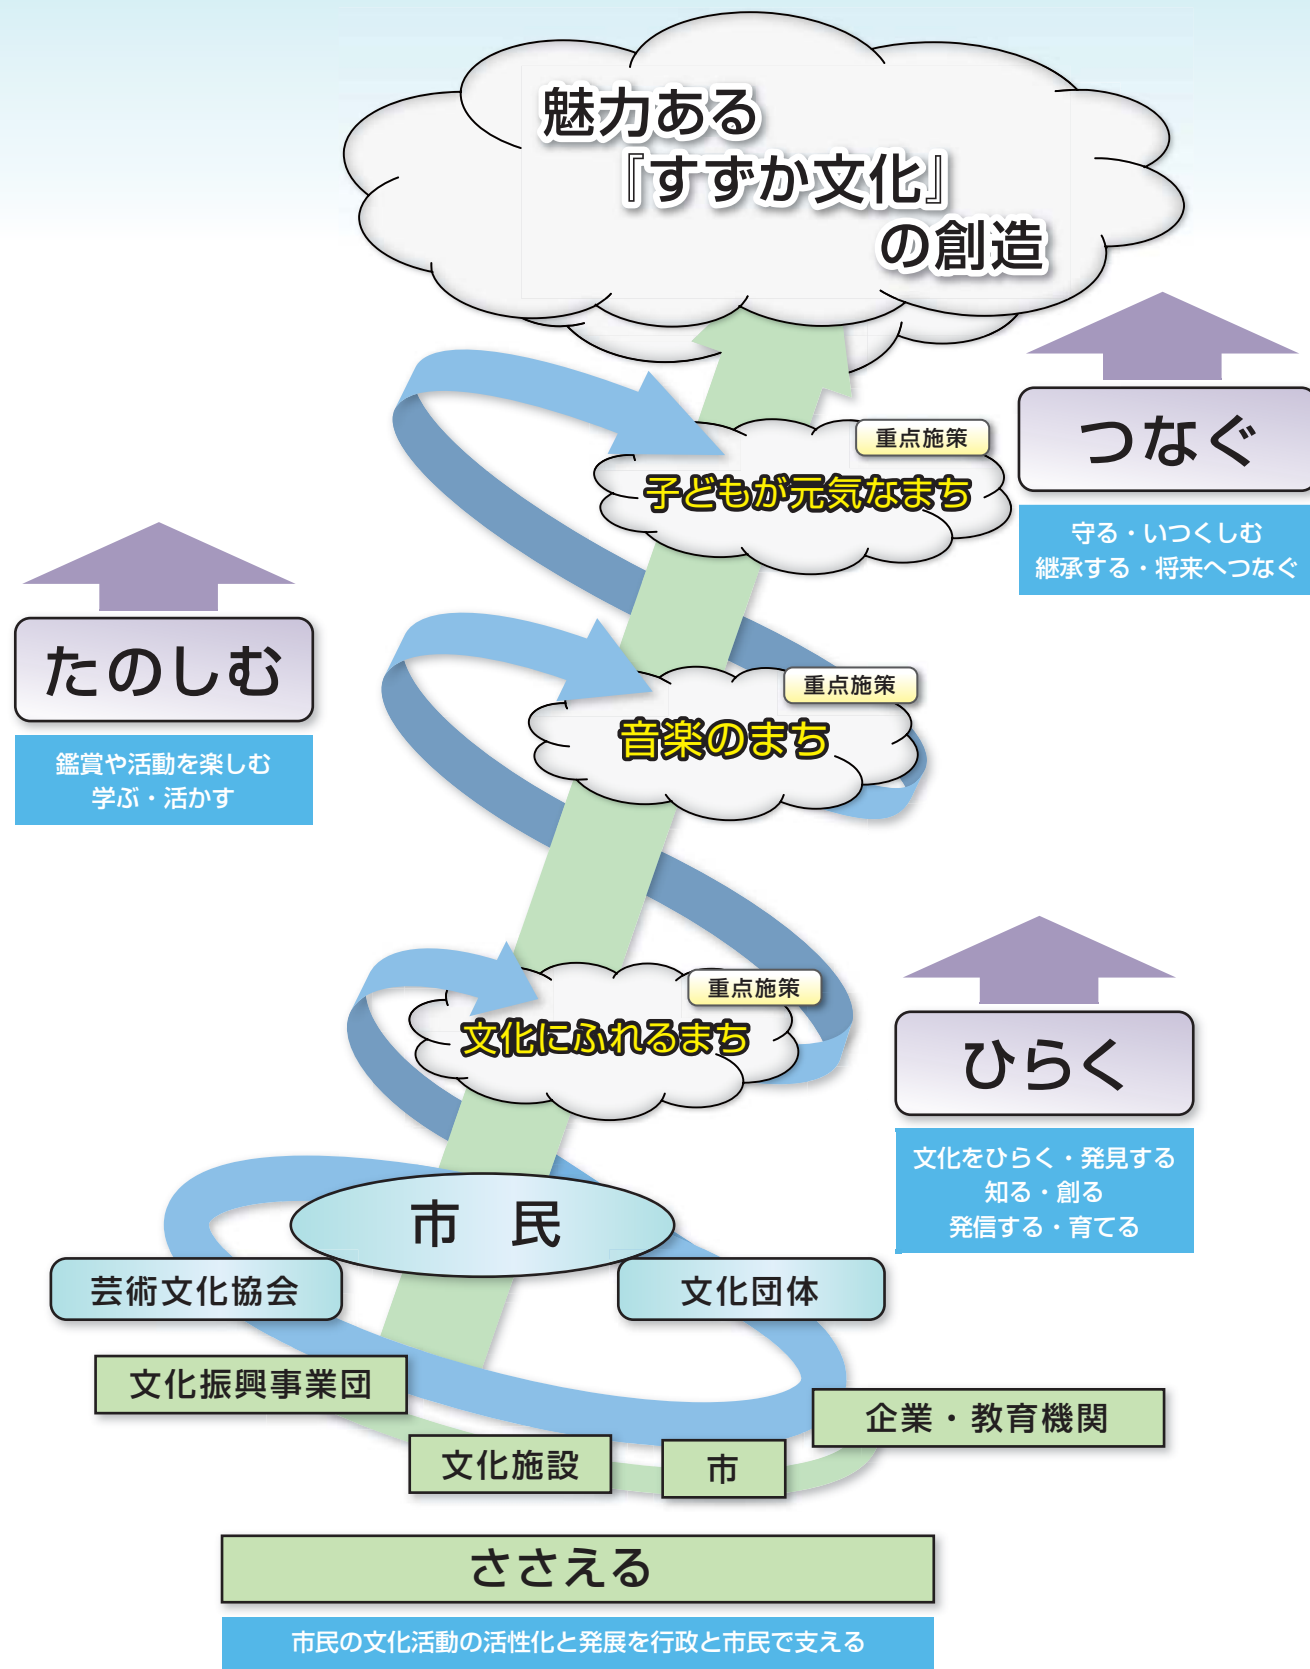 魅力ある
『すずか文化』
の創造
つなぐ
守る・いつくしむ
継承する・将来へつなぐ
重点施策
子どもが元気なまち
たのしむ
鑑賞や活動を楽しむ
学ぶ・活かす
重点施策
音楽のまち
重点施策
文化にふれるまち
ひらく
文化をひらく・発見する
知る・創る
発信する・育てる
市　民
芸術文化協会
文化団体
文化振興事業団
企業・教育機関
文化施設
市
ささえる
市民の文化活動の活性化と発展を行政と市民で支える